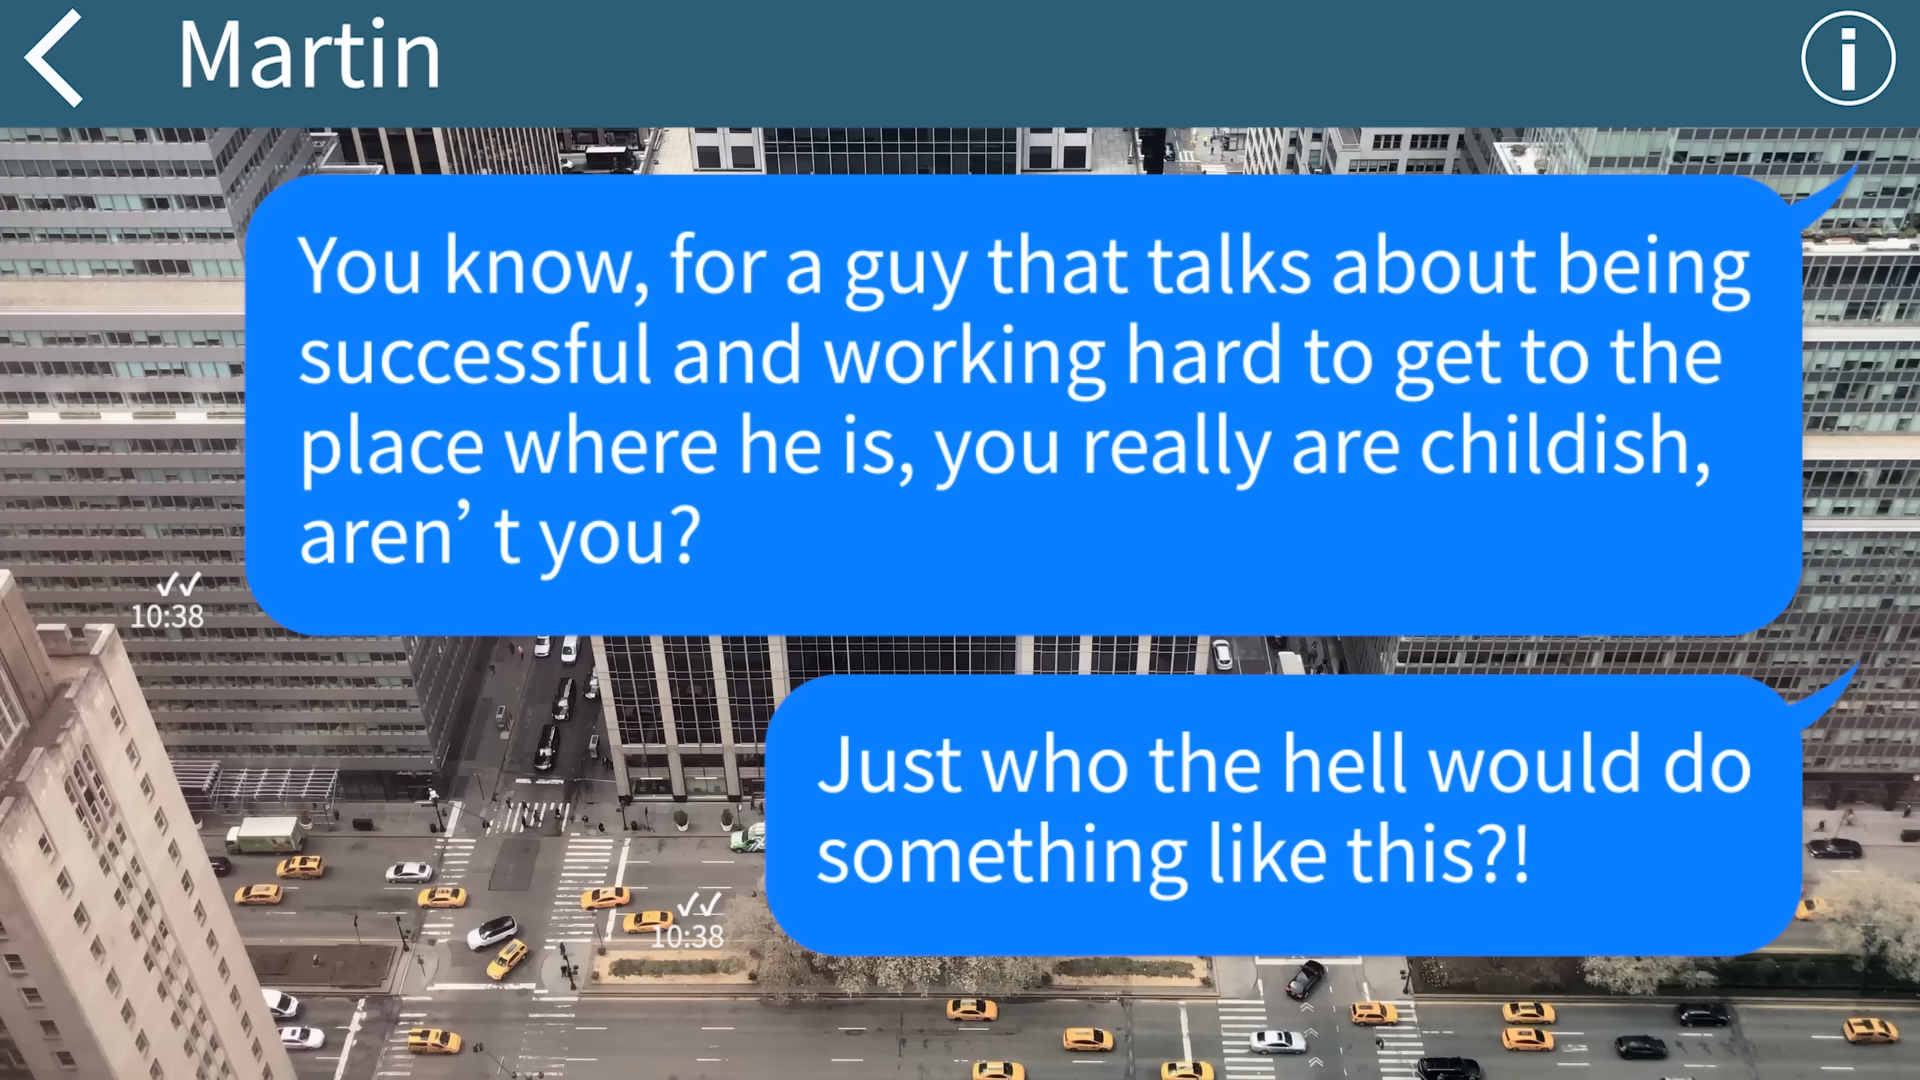 Martin
You know, for a guy that talks about being
successful and working hard to get to the
place where he is, you really are childish,
aren’ t you?
10:38
Just who the hell would do
something like this?!
10:38